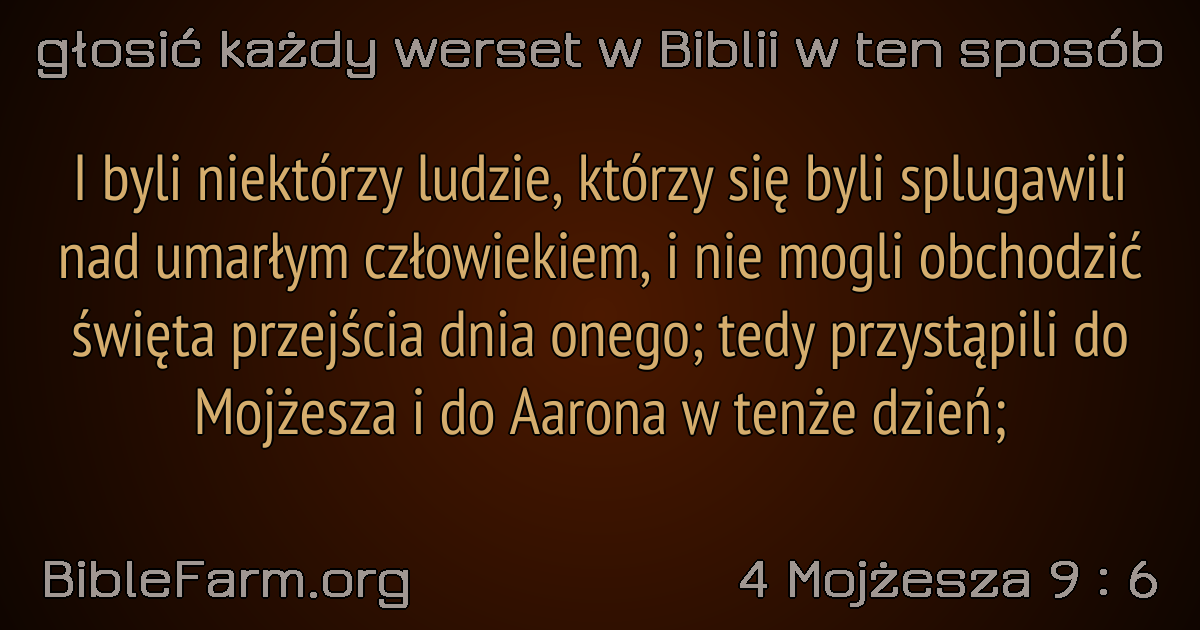 głosić każdy werset w Biblii w ten sposób
I byli niektórzy ludzie, którzy się byli splugawili
nad umarłym człowiekiem, i nie mogli obchodzić
święta przejścia dnia onego; tedy przystąpili do
Mojżesza i do Aarona w tenże dzień;
BibleFarm.org
4 Mojżesza 9 : 6